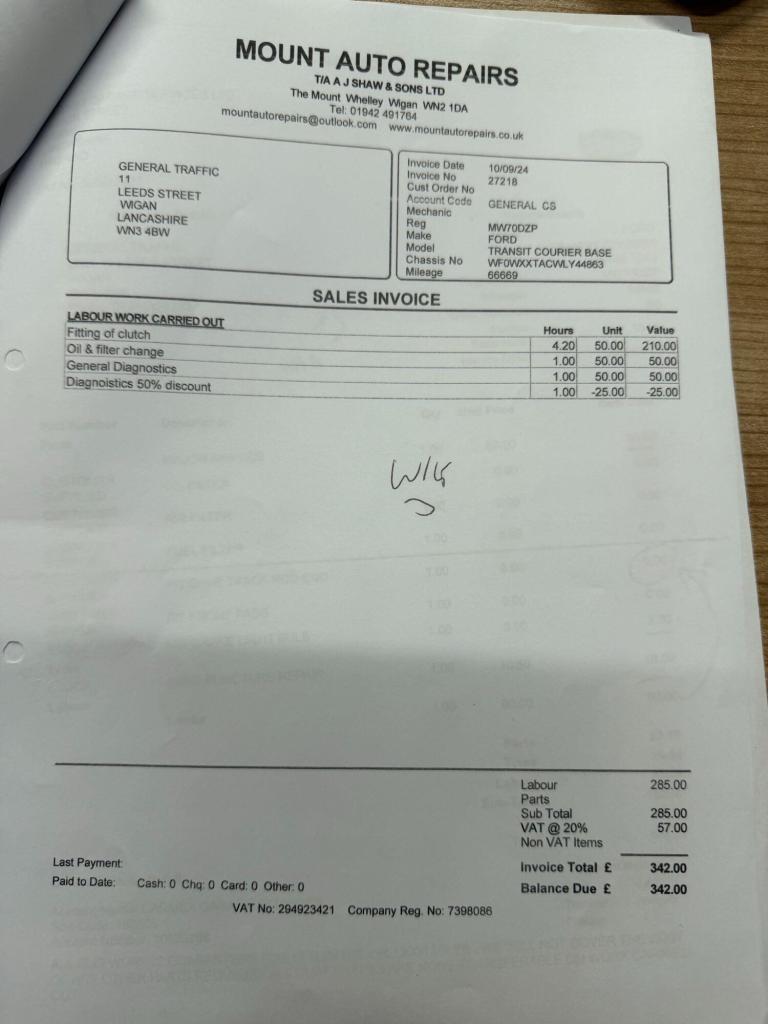 MOUNT AUTO REPAIRS
T/A A J SHAW & SONS LTD
The Mount Whelley Wigan WN2 1DA
Tel: 01942 491764
mountautorepairs@outlook.com www.mountautorepairs.co.uk
GENERAL TRAFFIC
11
LEEDS STREET
WIGAN
LANCASHIRE
WN3 4BW
Invoice Date 10/09/24
Invoice No 27218
Cust Order No
Account Code GENERAL CS
Mechanic
Reg MW70DZP
Make FORD
Model TRANSIT COURIER BASE
Chassis No WF0WXXTACWLY44863
Mileage 66669
SALES INVOICE
LABOUR WORK CARRIED OUT Hours Unit Value
Fitting of clutch 4.20 50.00 210.00
Oil & filter change 1.00 50.00 50.00
General Diagnostics 1.00 50.00 50.00
Diagnoistics 50% discount 1.00 -25.00 -25.00
Labour 285.00
Parts
Sub Total 285.00
VAT @ 20% 57.00
Non VAT Items
Invoice Total £ 342.00
Balance Due £ 342.00
Last Payment:
Paid to Date: Cash: 0 Chq: 0 Card: 0 Other: 0
VAT No: 294923421 Company Reg. No: 7398086